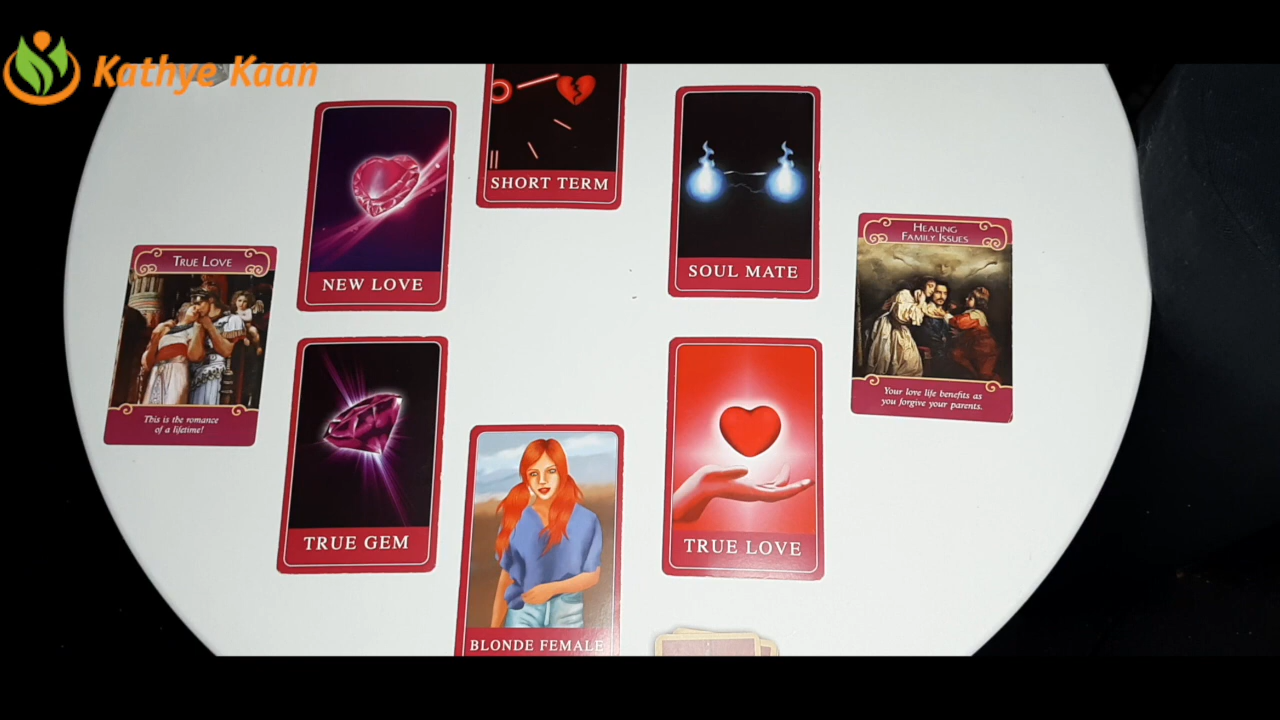 Kathye Kaan
SHORT TERM
NEW LOVE
SOUL MATE
HEALING
FAMILY ISSUES
Your love life benefits as
you forgive your parents.
TRUE LOVE
This is the romance
of a lifetime!
TRUE GEM
TRUE LOVE
BLONDE FEMALE